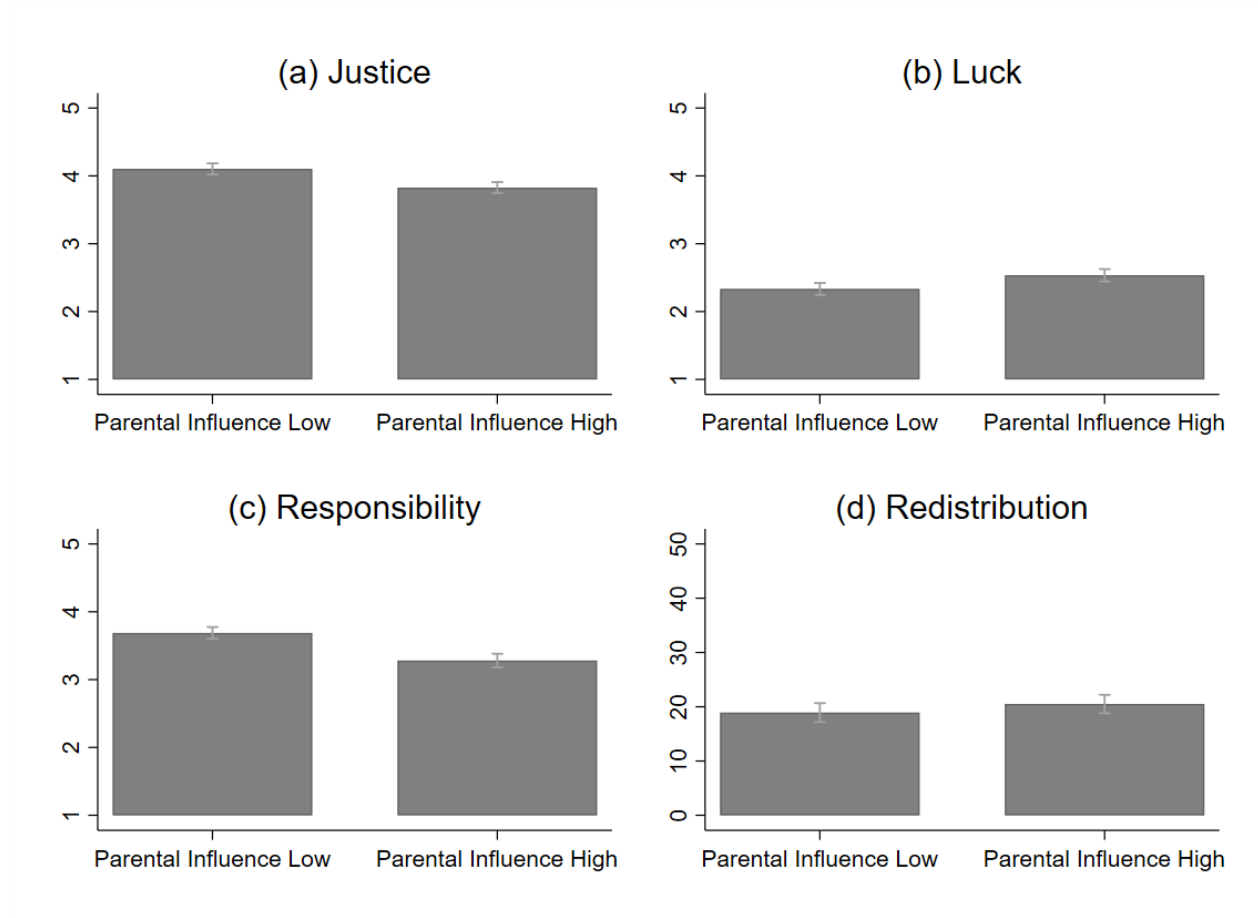 (a) Justice
5
4
3
2
1
Parental Influence Low Parental Influence High
(b) Luck
5
4
3
2
1
Parental Influence Low Parental Influence High
(c) Responsibility
5
4
3
2
1
Parental Influence Low Parental Influence High
(d) Redistribution
50
40
30
20
10
0
Parental Influence Low Parental Influence High